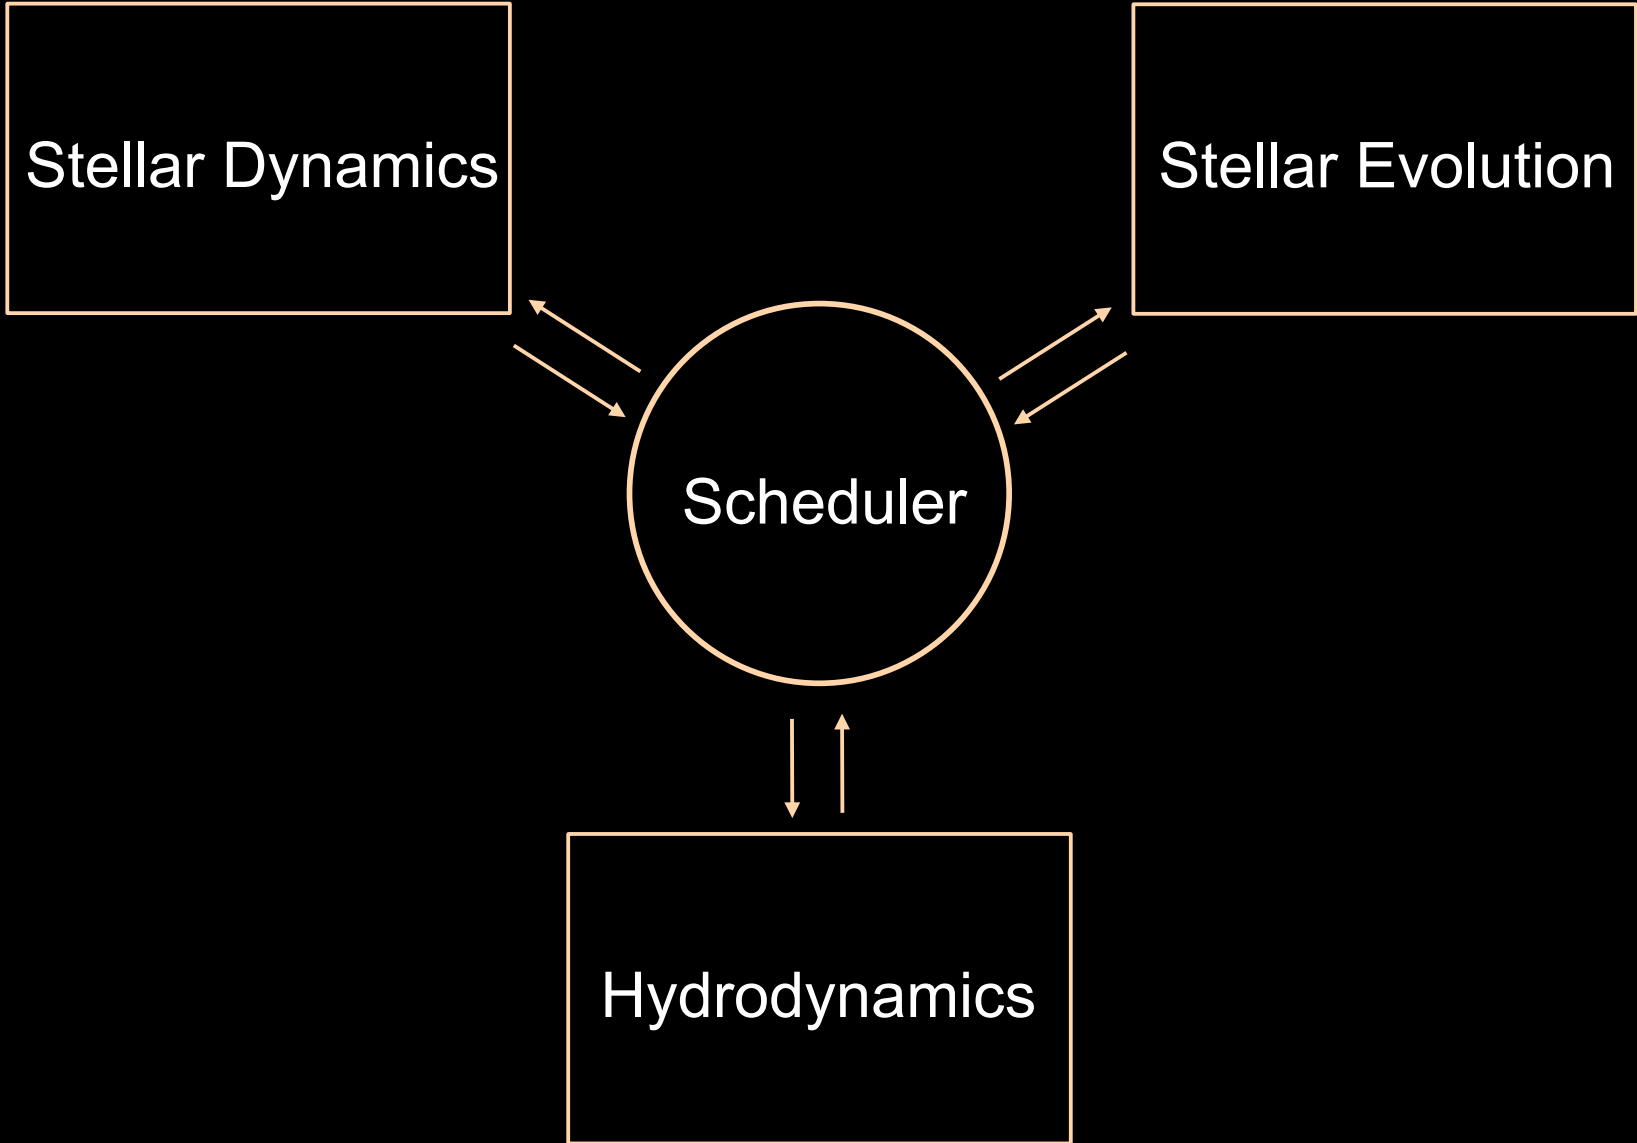 Stellar Dynamics
Stellar Evolution
Scheduler
Hydrodynamics